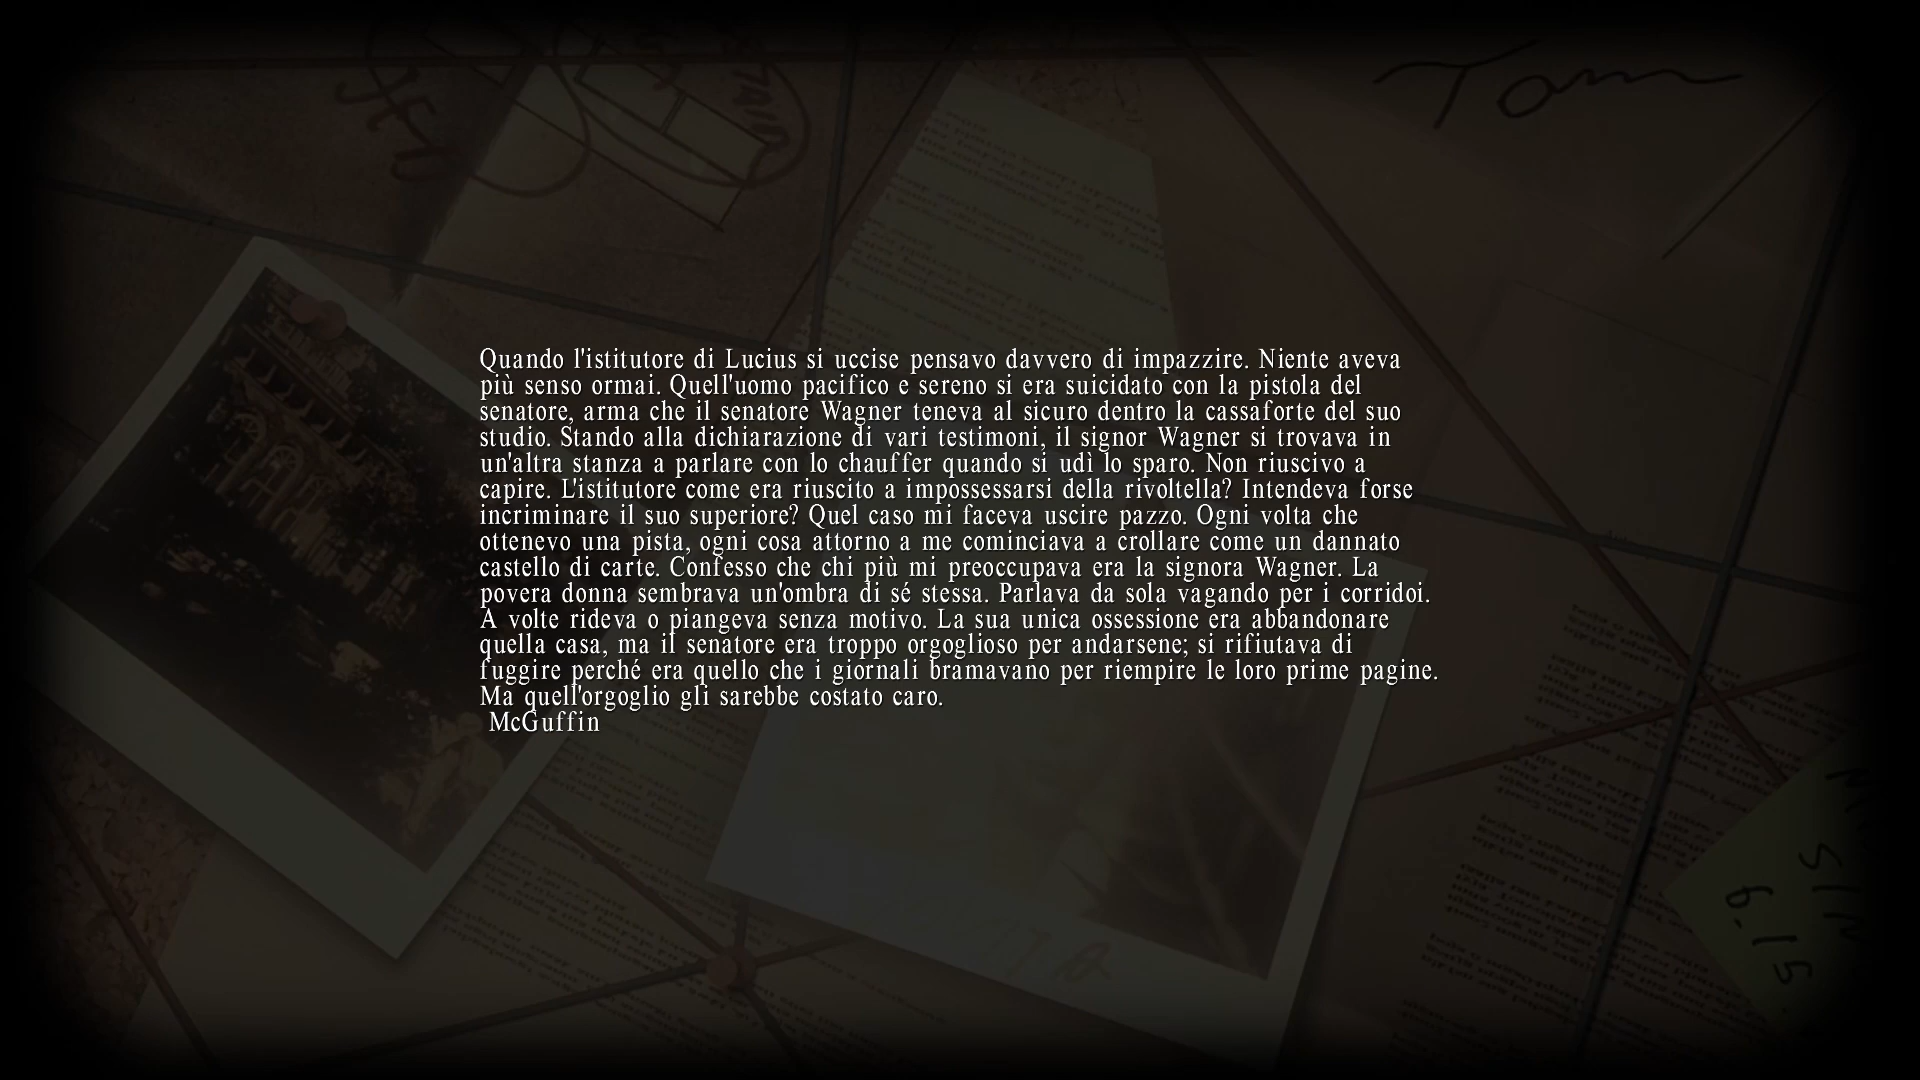 Tom
Quando l'istitutore di Lucius si uccise pensavo davvero di impazzire. Niente aveva
più senso ormai. Quell'uomo pacifico e sereno si era suicidato con la pistola del
senatore, arma che il senatore Wagner teneva al sicuro dentro la cassaforte del suo
studio. Stando alla dichiarazione di vari testimoni, il signor Wagner si trovava in
un'altra stanza a parlare con lo chauffer quando si udì lo sparo. Non riuscivo a
capire. L'istitutore come era riuscito a impossessarsi della rivoltella? Intendeva forse
incriminare il suo superiore? Quel caso mi faceva uscire pazzo. Ogni volta che
ottenevo una pista, ogni cosa attorno a me cominciava a crollare come un dannato
castello di carte. Confesso che chi più mi preoccupava era la signora Wagner. La
povera donna sembrava un'ombra di sé stessa. Parlava da sola vagando per i corridoi.
A volte rideva o piangeva senza motivo. La sua unica ossessione era abbandonare
quella casa, ma il senatore era troppo orgoglioso per andarsene; si rifiutava di
fuggire perché era quello che i giornali bramavano per riempire le loro prime pagine.
Ma quell'orgoglio gli sarebbe costato caro.
McGuffin